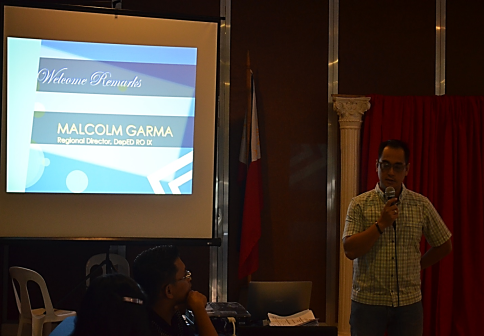 Welcome Remarks
MALCOLM GARMA
Regional Director, DepED RO IX